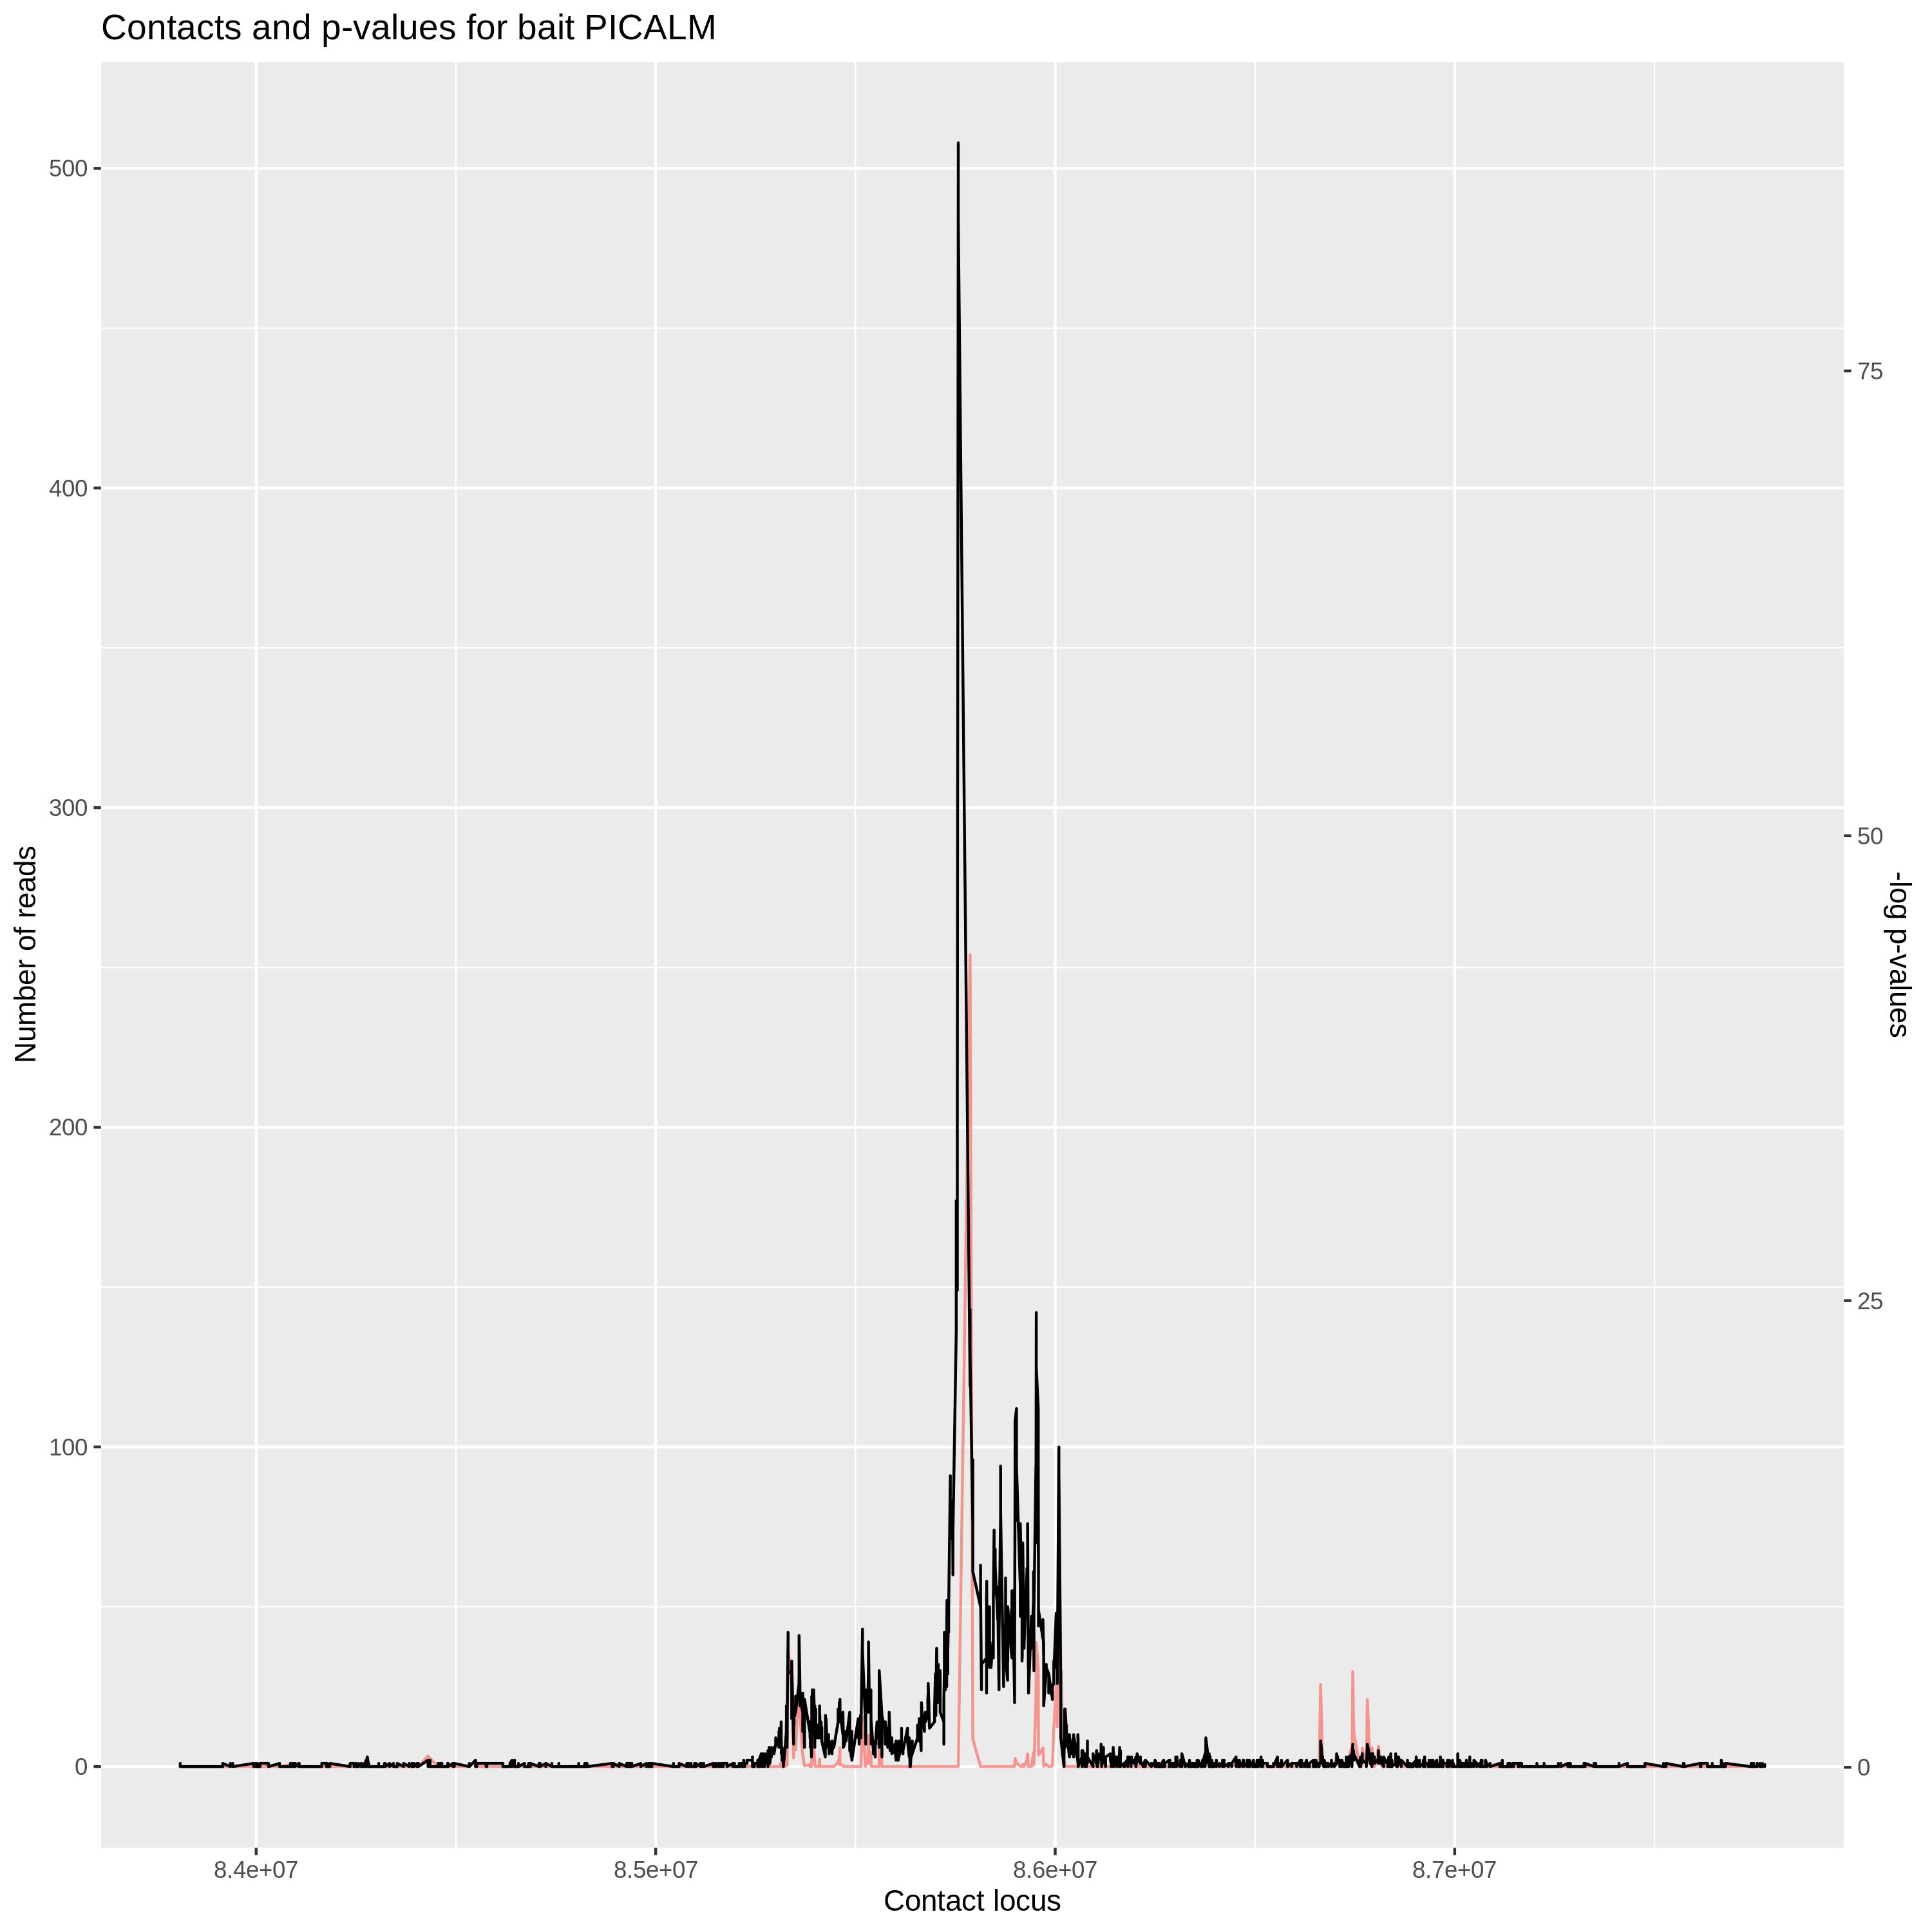 Contacts and p-values for bait PICALM
500
400
300
200
100
0
Number of reads
75
50
25
0
-log p-values
8.4e+07
8.5e+07
8.6e+07
8.7e+07
Contact locus